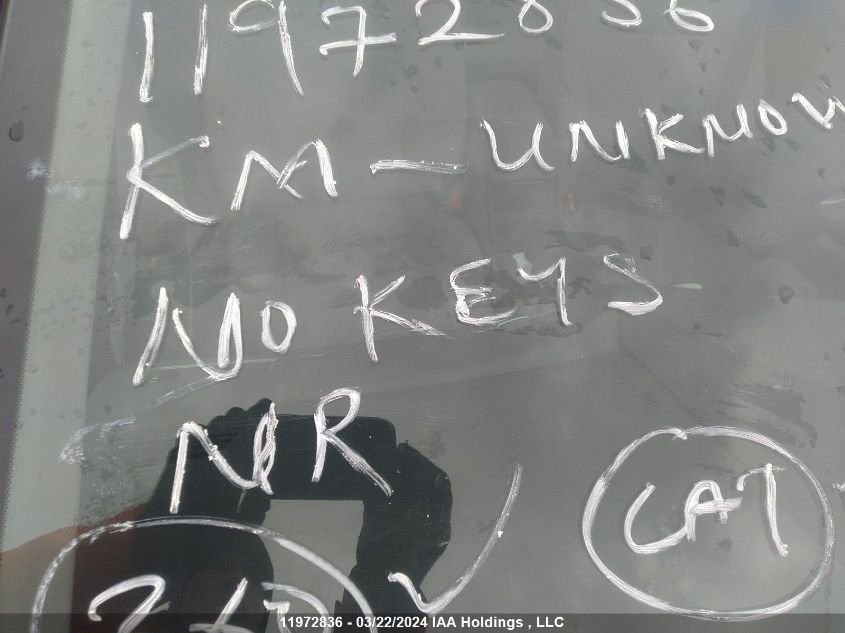 11972836
KM - UNKNOW
NO KEYS
NR
CAT
11972836 - 03/22/2024 IAA Holdings , LLC